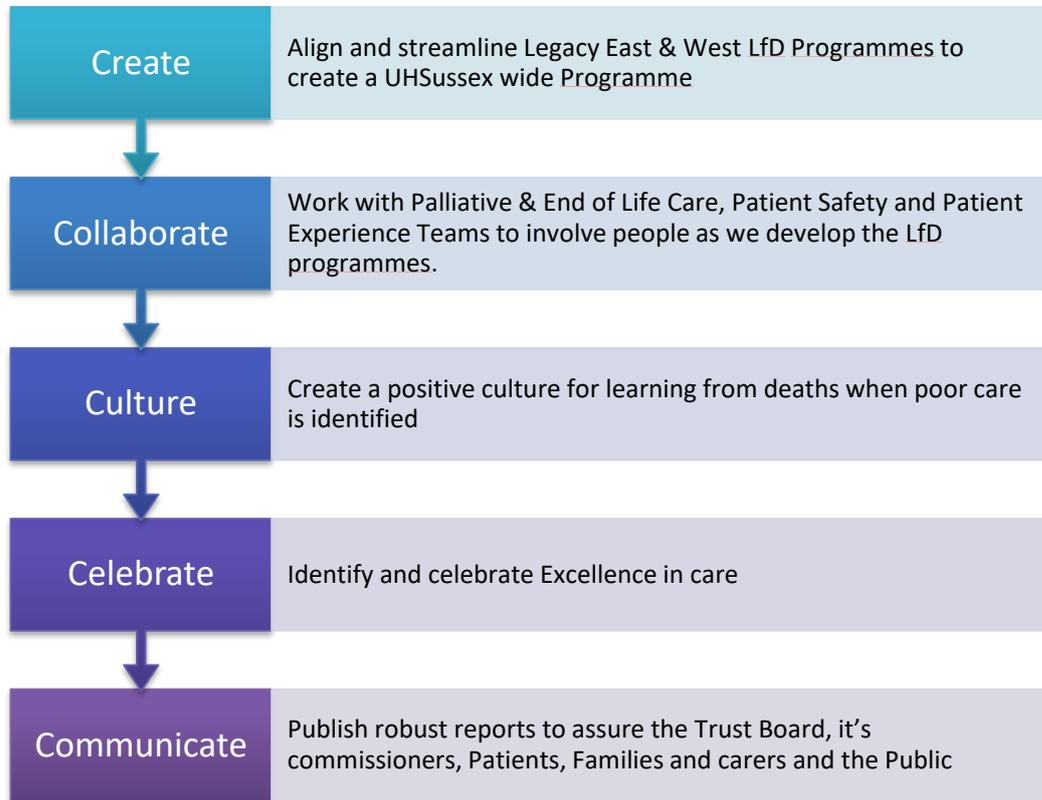 Create
Align and streamline Legacy East & West LfD Programmes to
create a UHSussex wide Programme
Collaborate
Work with Palliative & End of Life Care, Patient Safety and Patient
Experience Teams to involve people as we develop the LfD
programmes.
Culture
Create a positive culture for learning from deaths when poor care
is identified
Celebrate
Identify and celebrate Excellence in care
Communicate
Publish robust reports to assure the Trust Board, it’s
commissioners, Patients, Families and carers and the Public